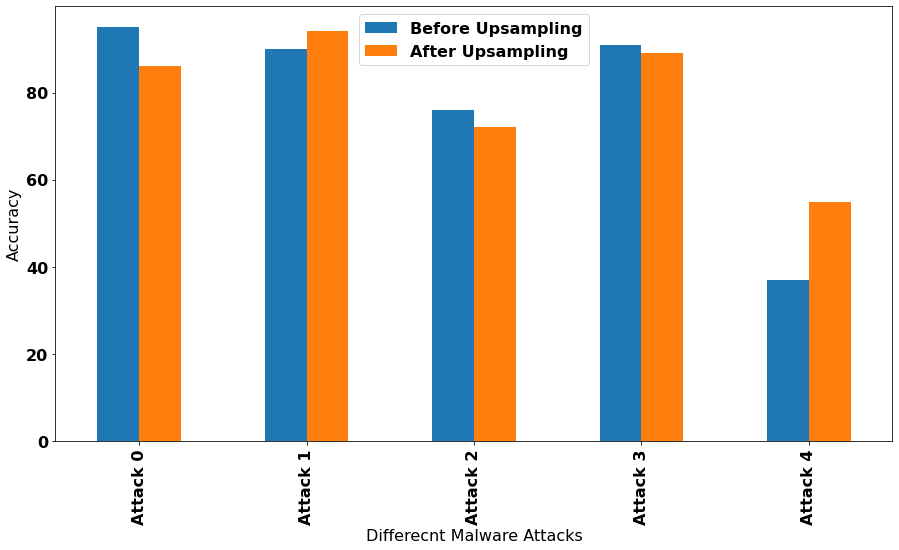 Before Upsampling
After Upsampling
80
60
40
20
0
Accuracy
Attack 0
Attack 1
Attack 2
Attack 3
Attack 4
Differecnt Malware Attacks